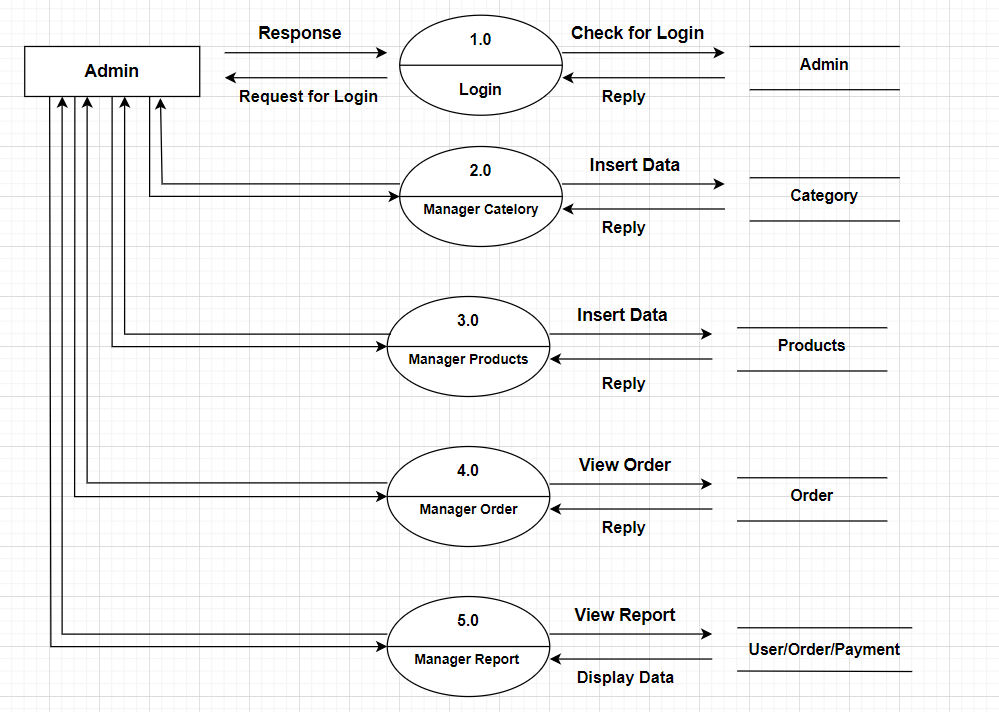 Response
1.0
Check for Login
Admin
Admin
Login
Request for Login
Reply
2.0
Insert Data
Manager Catelory
Category
Reply
3.0
Insert Data
Manager Products
Products
Reply
4.0
View Order
Manager Order
Order
Reply
5.0
View Report
Manager Report
User/Order/Payment
Display Data